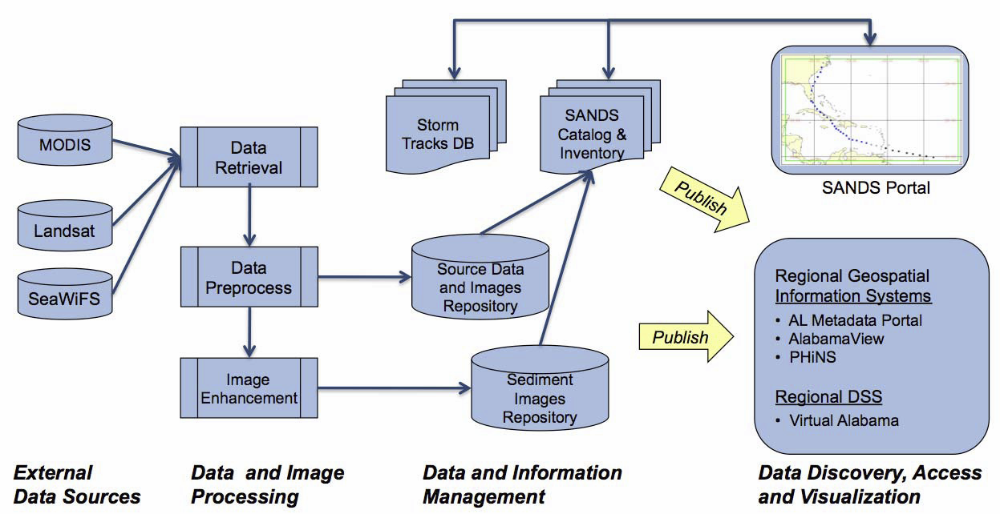 MODIS
Landsat
SeaWiFS
External
Data Sources
Data
Retrieval
Data
Preprocess
Image
Enhancement
Data  and Image
Processing
Storm
Tracks DB
SANDS
Catalog &
Inventory
Source Data
and Images
Repository
Sediment
Images
Repository
Data and Information
Management
Publish
Publish
SANDS Portal
Regional Geospatial
Information Systems
• AL Metadata Portal
• AlabamaView
• PHiNS
Regional DSS
• Virtual Alabama
Data Discovery, Access
and Visualization